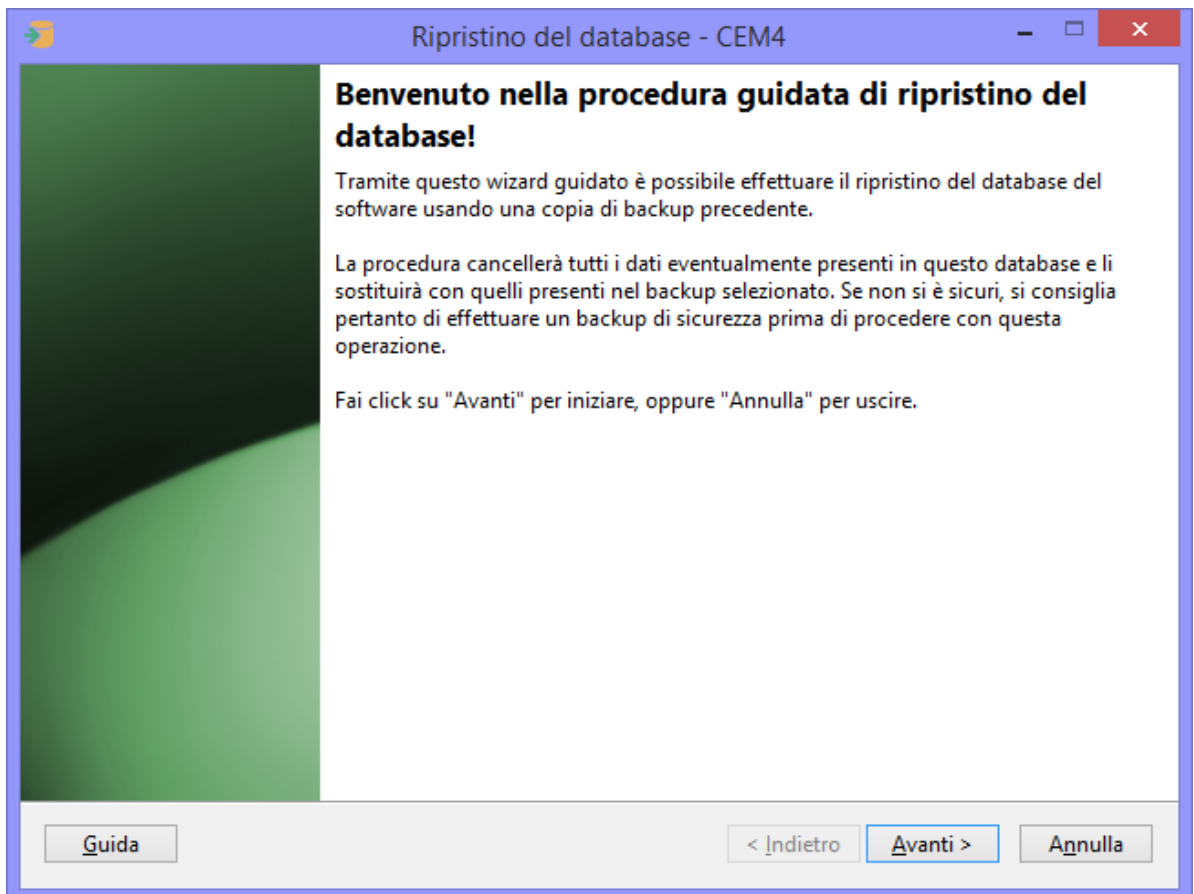 Ripristino del database - CEM4
Benvenuto nella procedura guidata di ripristino del
database!
Tramite questo wizard guidato è possibile effettuare il ripristino del database del
software usando una copia di backup precedente.
La procedura cancellerà tutti i dati eventualmente presenti in questo database e li
sostituirà con quelli presenti nel backup selezionato. Se non si è sicuri, si consiglia
pertanto di effettuare un backup di sicurezza prima di procedere con questa
operazione.
Fai click su "Avanti" per iniziare, oppure "Annulla" per uscire.
Guida
< Indietro
Avanti >
Annulla